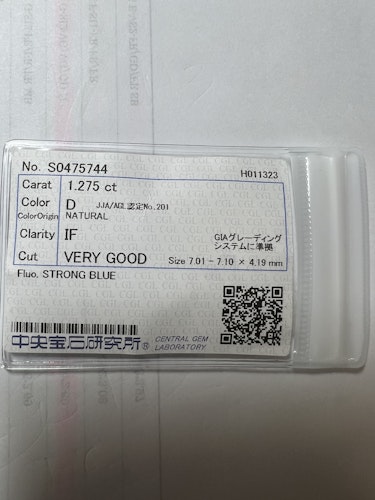 No. S0475744
H011323
Carat 1.275 ct
Color D JJA/AGL認定No.201
ColorOrigin NATURAL
Clarity IF GIAグレーディング
システムに準拠
Cut VERY GOOD Size 7.01 - 7.10 × 4.19 mm
Fluo. STRONG BLUE
中央宝石研究所® CENTRAL GEM
LABORATORY